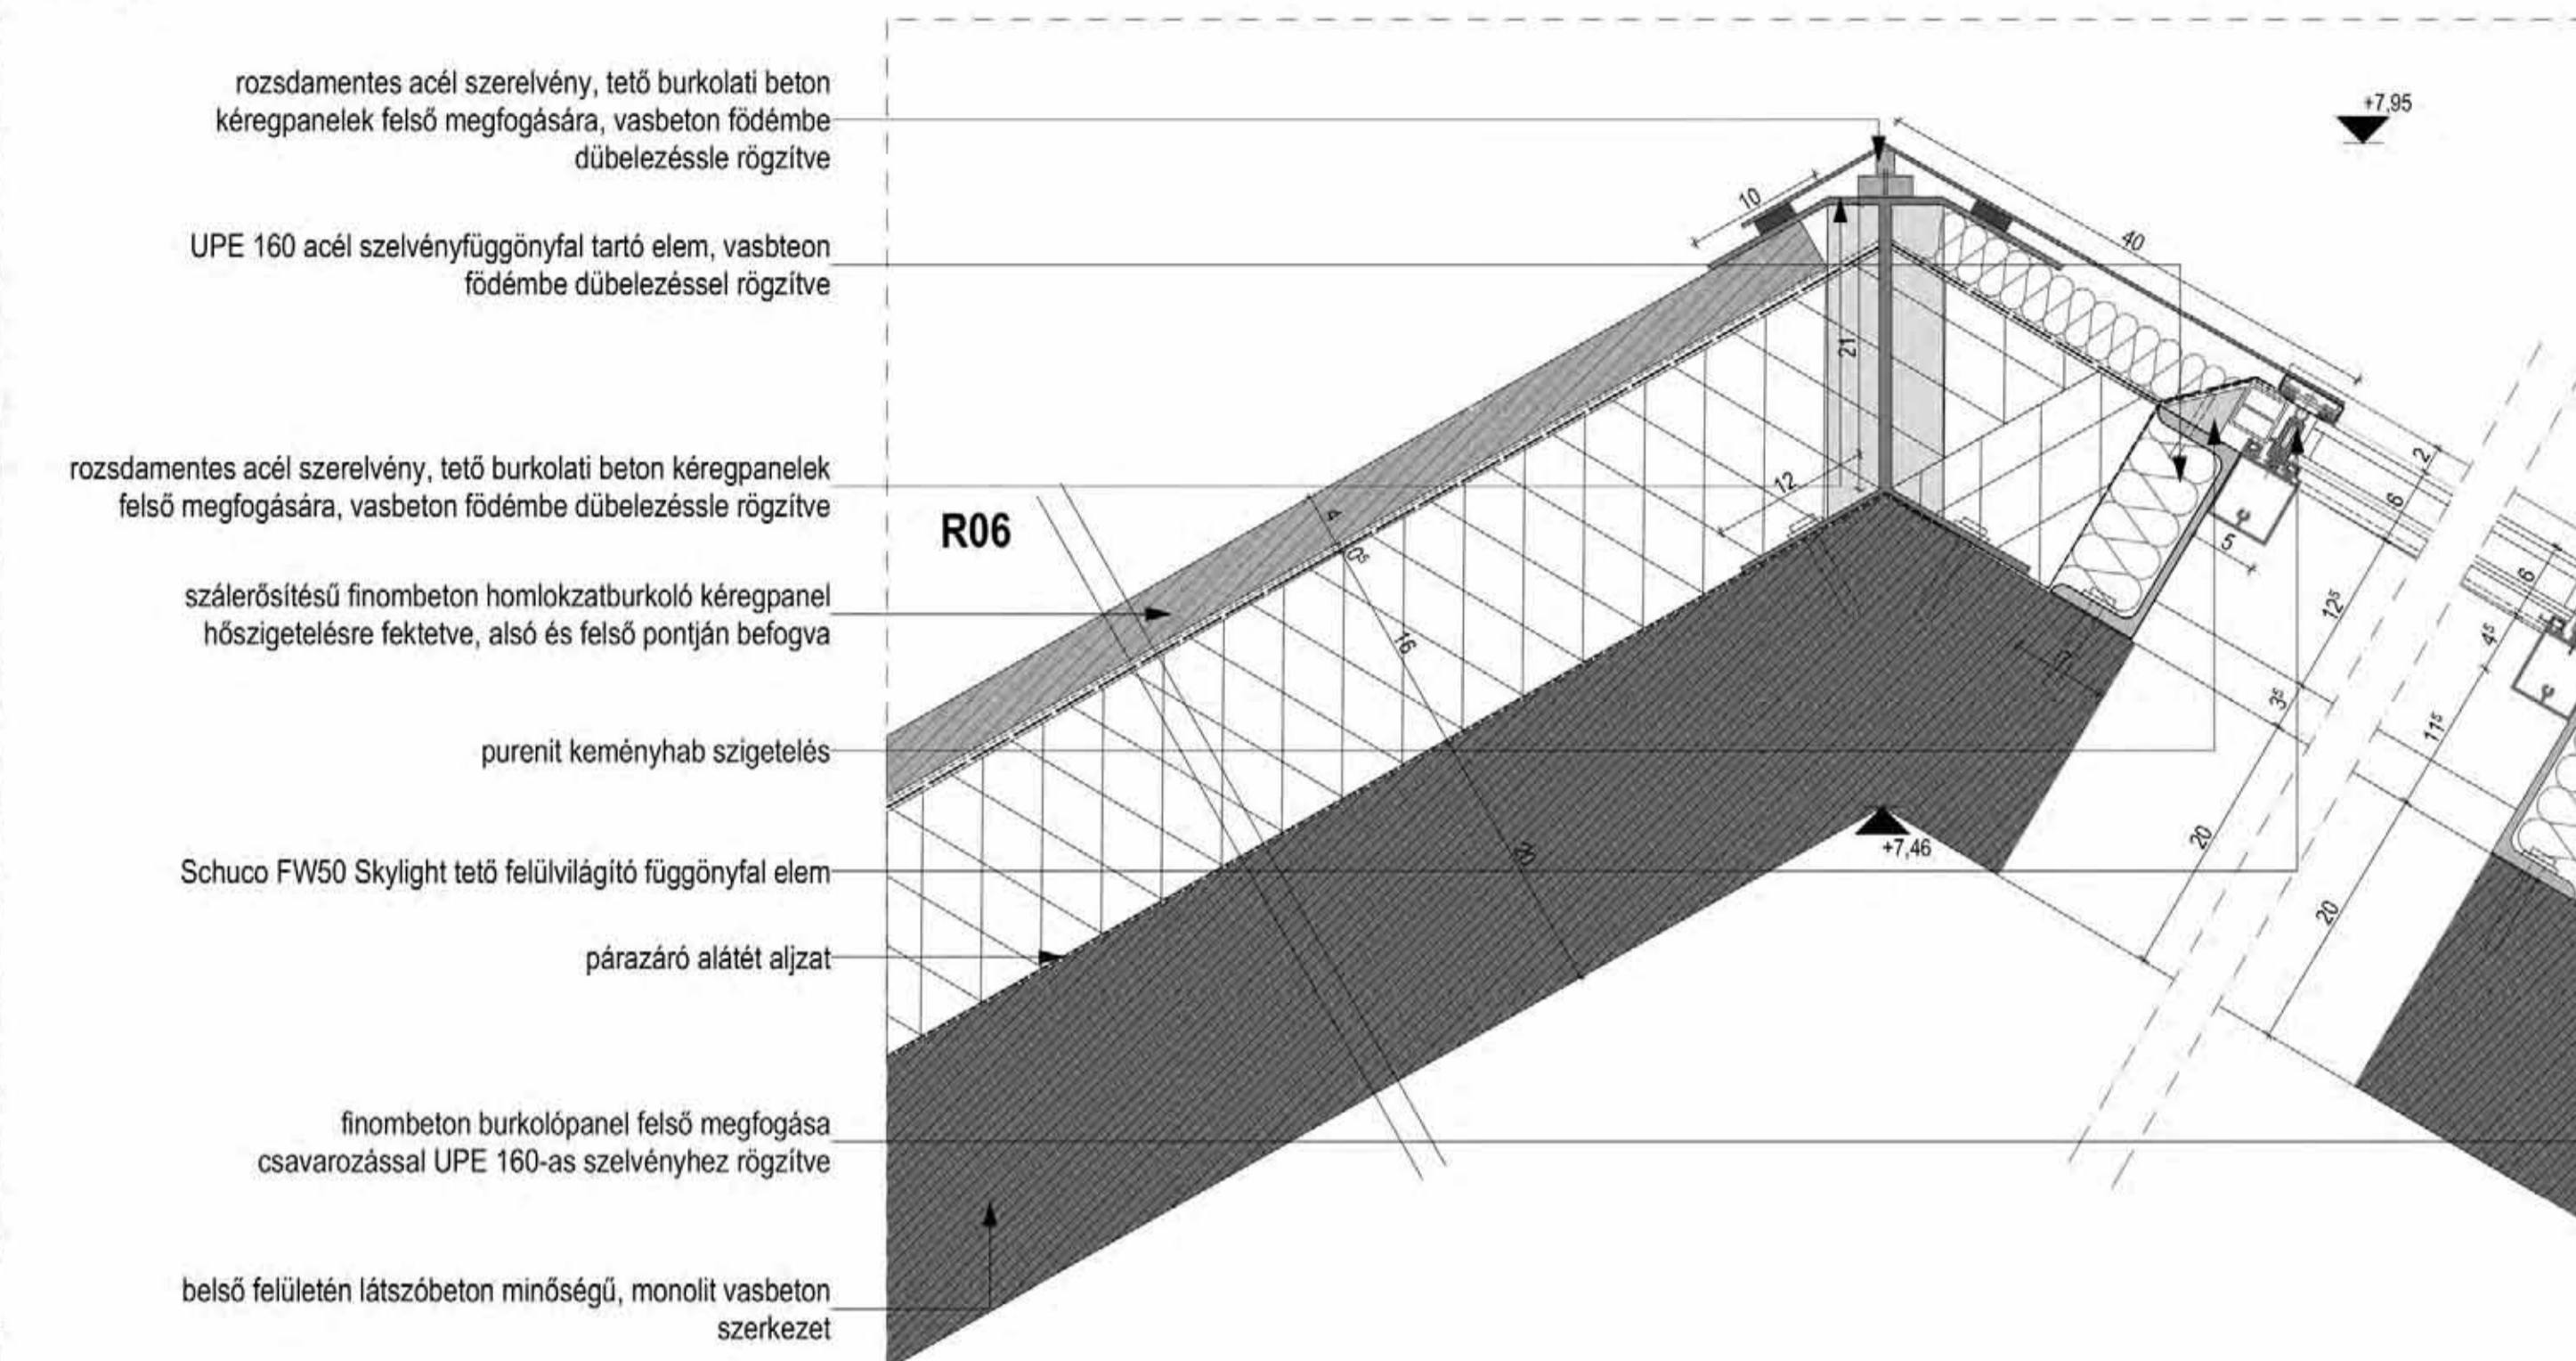 rozsdamentes acél szerelvény, tető burkolati beton
kéregpanelek felső megfogására, vasbeton födémbe
dübelezéssle rögzítve
UPE 160 acél szelvényfüggönyfal tartó elem, vasbteon
födémbe dübelezéssel rögzítve
rozsdamentes acél szerelvény, tető burkolati beton kéregpanelek
felső megfogására, vasbeton födémbe dübelezéssle rögzítve
szálerősítésű finombeton homlokzatburkoló kéregpanel
hőszigetelésre fektetve, alsó és felső pontján befogva
purenit keményhab szigetelés
Schuco FW50 Skylight tető felülvilágító függönyfal elem
párazáró alátét aljzat
finombeton burkolópanel felső megfogása
csavarozással UPE 160-as szelvényhez rögzítve
belső felületén látszóbeton minőségű, monolit vasbeton
szerkezet
R06
+7,95
10
40
21
12
4
0⁵
16
20
+7,46
5
2
6
12⁵
3⁵
20
6
4⁵
11⁵
20